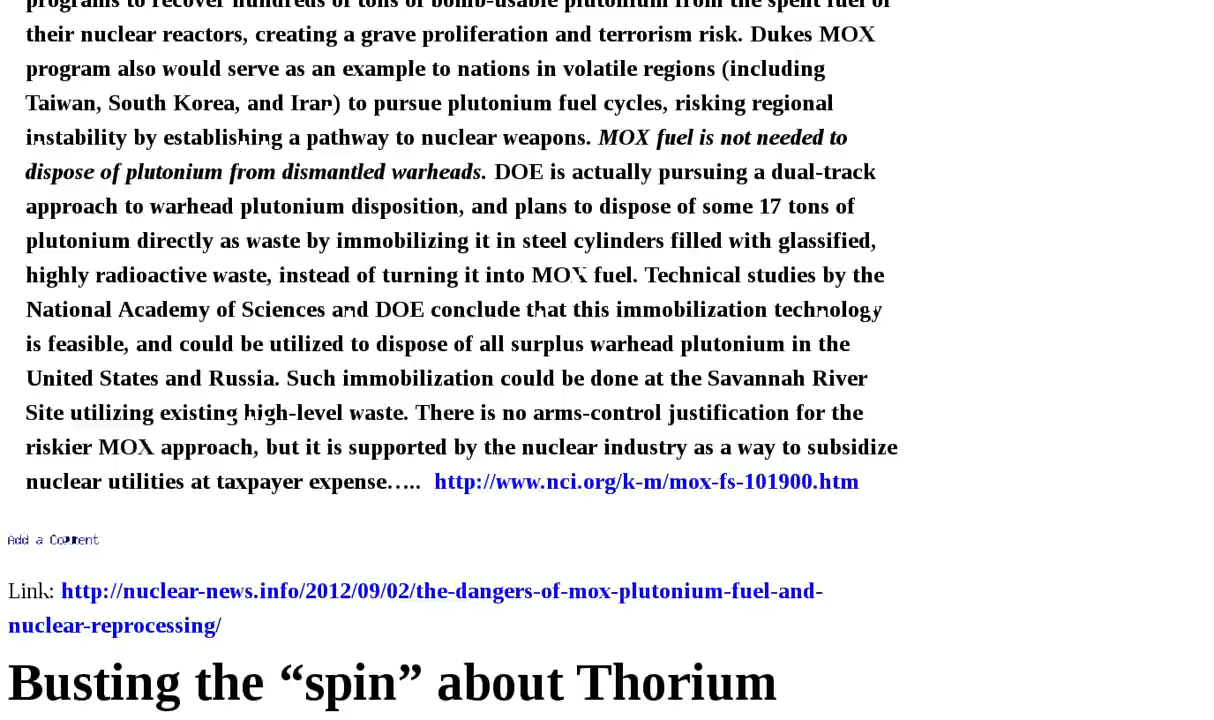 programs to recover hundreds of tons of bomb-usable plutonium from the spent fuel of
their nuclear reactors, creating a grave proliferation and terrorism risk. Dukes MOX
program also would serve as an example to nations in volatile regions (including
Taiwan, South Korea, and Iran) to pursue plutonium fuel cycles, risking regional
instability by establishing a pathway to nuclear weapons. MOX fuel is not needed to
dispose of plutonium from dismantled warheads. DOE is actually pursuing a dual-track
approach to warhead plutonium disposition, and plans to dispose of some 17 tons of
plutonium directly as waste by immobilizing it in steel cylinders filled with glassified,
highly radioactive waste, instead of turning it into MOX fuel. Technical studies by the
National Academy of Sciences and DOE conclude that this immobilization technology
is feasible, and could be utilized to dispose of all surplus warhead plutonium in the
United States and Russia. Such immobilization could be done at the Savannah River
Site utilizing existing high-level waste. There is no arms-control justification for the
riskier MOX approach, but it is supported by the nuclear industry as a way to subsidize
nuclear utilities at taxpayer expense….. http://www.nci.org/k-m/mox-fs-101900.htm
Add a Comment
Link: http://nuclear-news.info/2012/09/02/the-dangers-of-mox-plutonium-fuel-and-
nuclear-reprocessing/
Busting the “spin” about Thorium